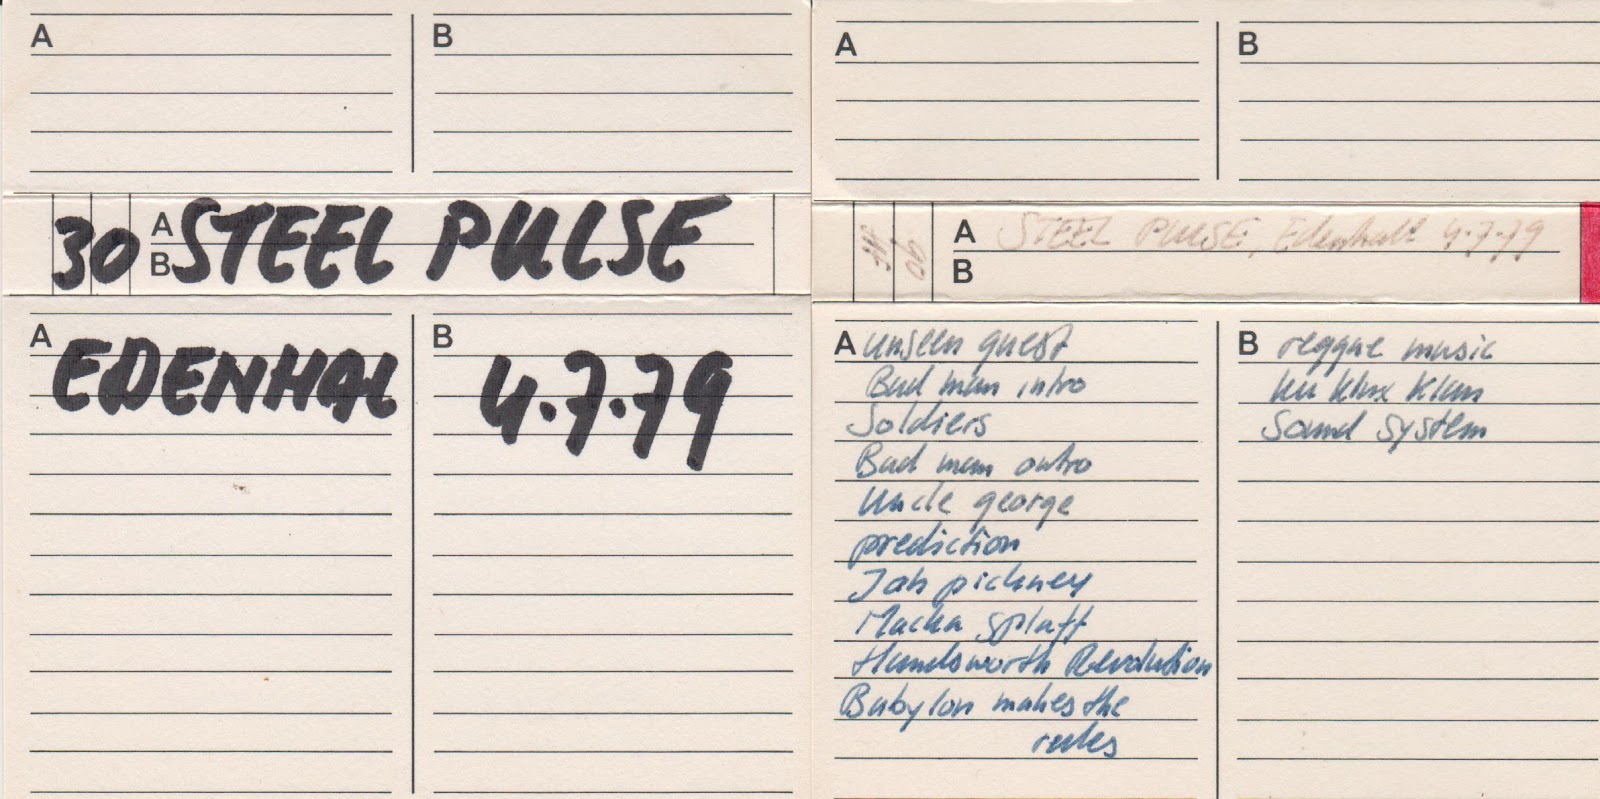 A
B
30 A STEEL PULSE
B
A EDENHAL
B 4.7.79
A
B
90
A STEEL PULSE, Edenhall 4.7.79
B
A unseen guest
Bad man intro
Soldiers
Bad man outro
Uncle george
prediction
Jah pickney
Macka splaff
Handsworth Revolution
Babylon makes the
rules
B reggae music
ku klux klan
Sound System